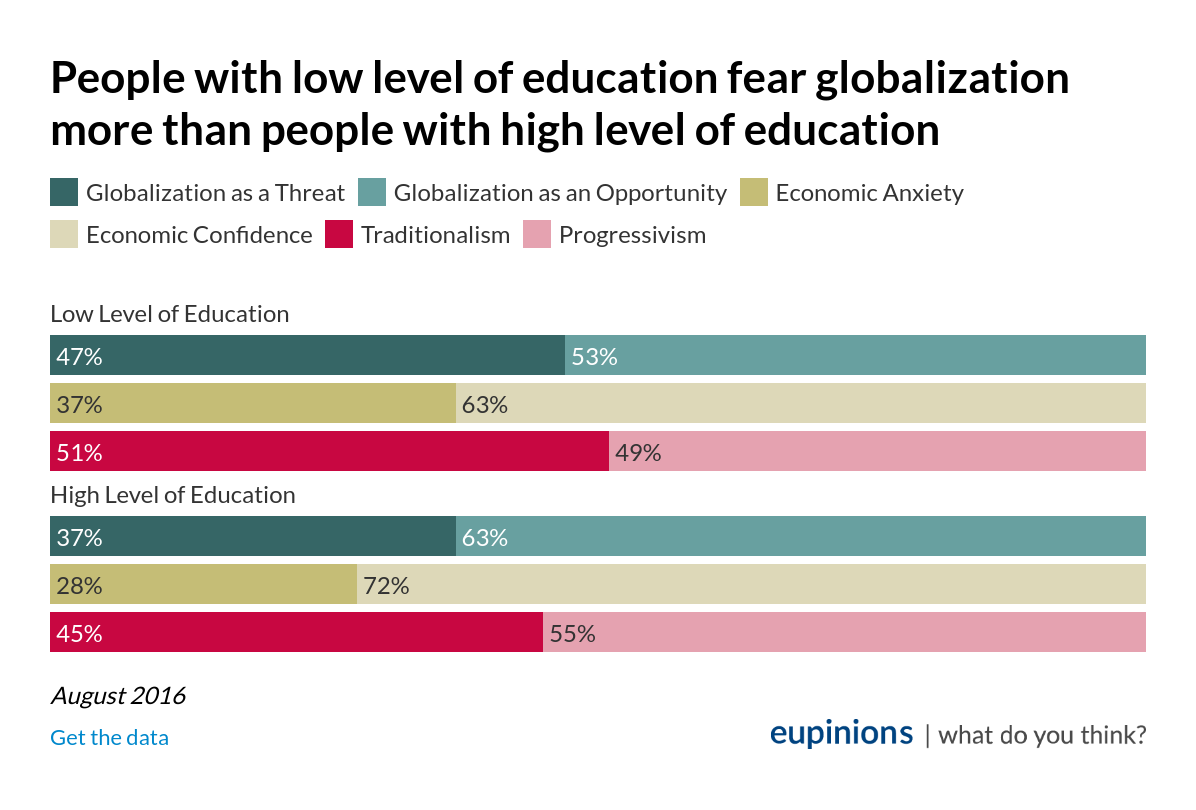 People with low level of education fear globalization
more than people with high level of education
Globalization as a Threat Globalization as an Opportunity Economic Anxiety
Economic Confidence Traditionalism Progressivism
Low Level of Education
47% 53%
37% 63%
51% 49%
High Level of Education
37% 63%
28% 72%
45% 55%
August 2016
Get the data
eupinions | what do you think?